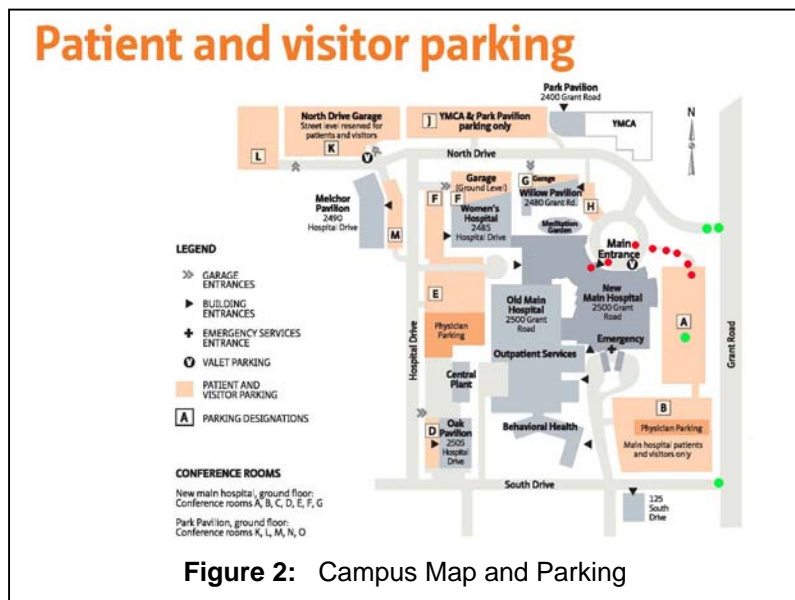 Patient and visitor parking
Park Pavilion
2400 Grant Road
North Drive Garage
Street level reserved for
patients and visitors
K
L
V
J
YMCA & Park Pavilion
parking only
YMCA
N
North Drive
Melchor
Pavilion
2490
Hospital Drive
M
F
Garage
(Ground Level)
F
Women's
Hospital
2485
Hospital Drive
G
Garage
Willow Pavilion
2480 Grant Rd.
H
Meditation
Garden
Main
Entrance
V
LEGEND
GARAGE
ENTRANCES
BUILDING
ENTRANCES
EMERGENCY SERVICES
ENTRANCE
V
VALET PARKING
PATIENT AND
VISITOR PARKING
A
PARKING DESIGNATIONS
E
Physician
Parking
Hospital Drive
Old Main
Hospital
2500 Grant
Road
New
Main Hospital
2500 Grant
Road
Emergency
A
Grant Road
Outpatient Services
Central
Plant
B
Physician Parking
Main hospital patients
and visitors only
D
Oak
Pavilion
2505
Hospital
Drive
Behavioral Health
South Drive
125
South
Drive
CONFERENCE ROOMS
New main hospital, ground floor:
Conference rooms A, B, C, D, E, F, G
Park Pavilion, ground floor:
Conference rooms K, L, M, N, O
Figure 2: Campus Map and Parking